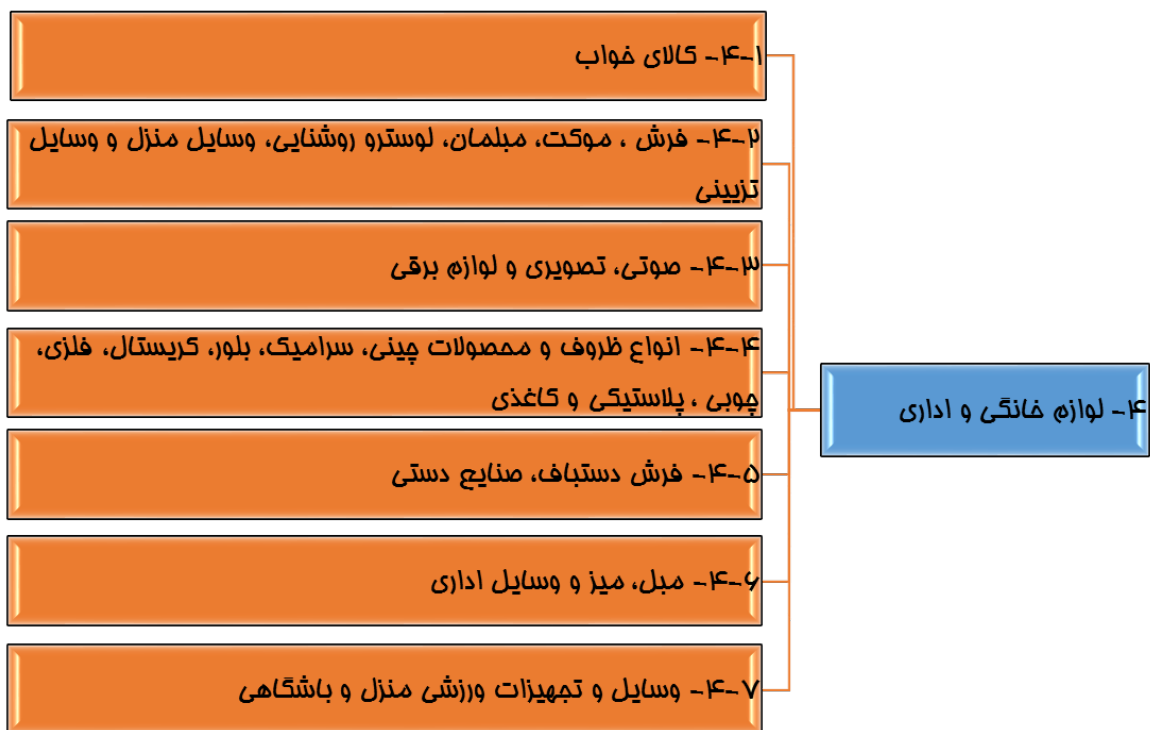 ۴- لوازم خانگی و اداری
۴-۱- کالای خواب
۴-۲- فرش ، موکت، مبلمان، لوسترو روشنایی، وسایل منزل و وسایل
تزیینی
۴-۳- صوتی، تصویری و لوازم برقی
۴-۴- انواع ظروف و محصولات چینی، سرامیک، بلور، کریستال، فلزی،
چوبی ، پلاستیکی و کاغذی
۴-۵- فرش دستباف، صنایع دستی
۴-۶- مبل، میز و وسایل اداری
۴-۷- وسایل و تجهیزات ورزشی منزل و باشگاهی